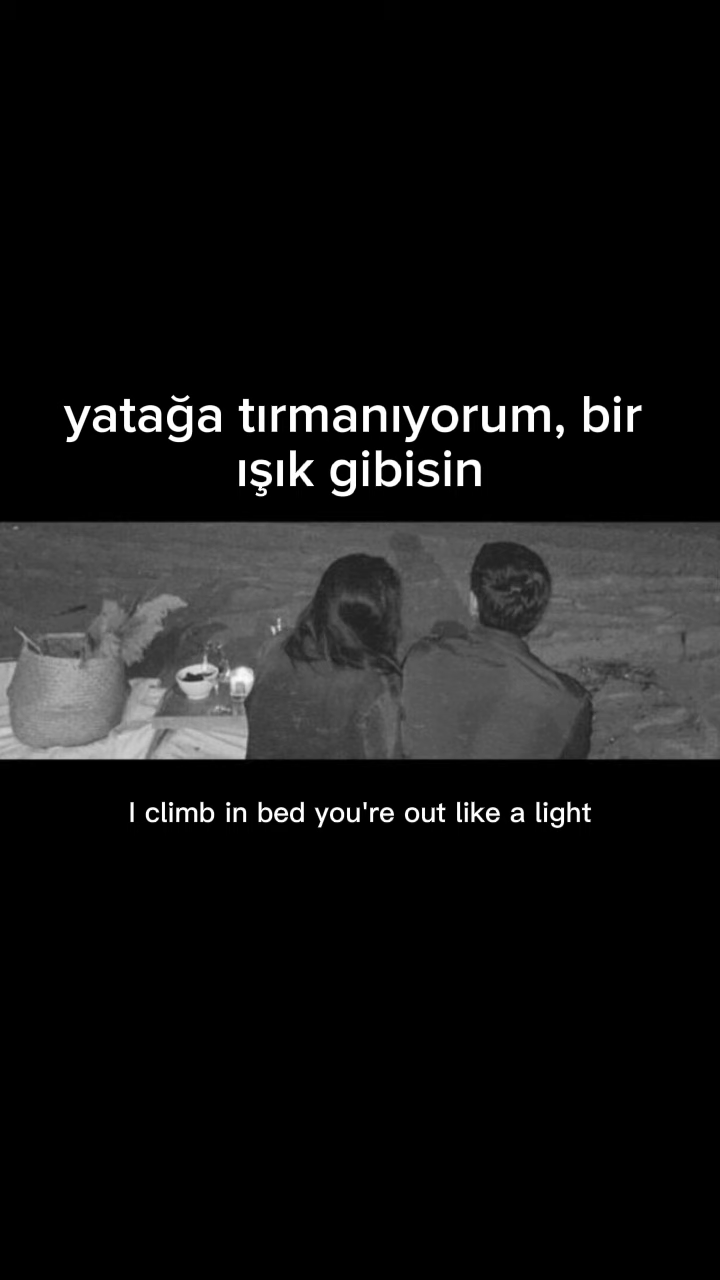 yatağa tırmanıyorum, bir
ışık gibisin
I climb in bed you're out like a light